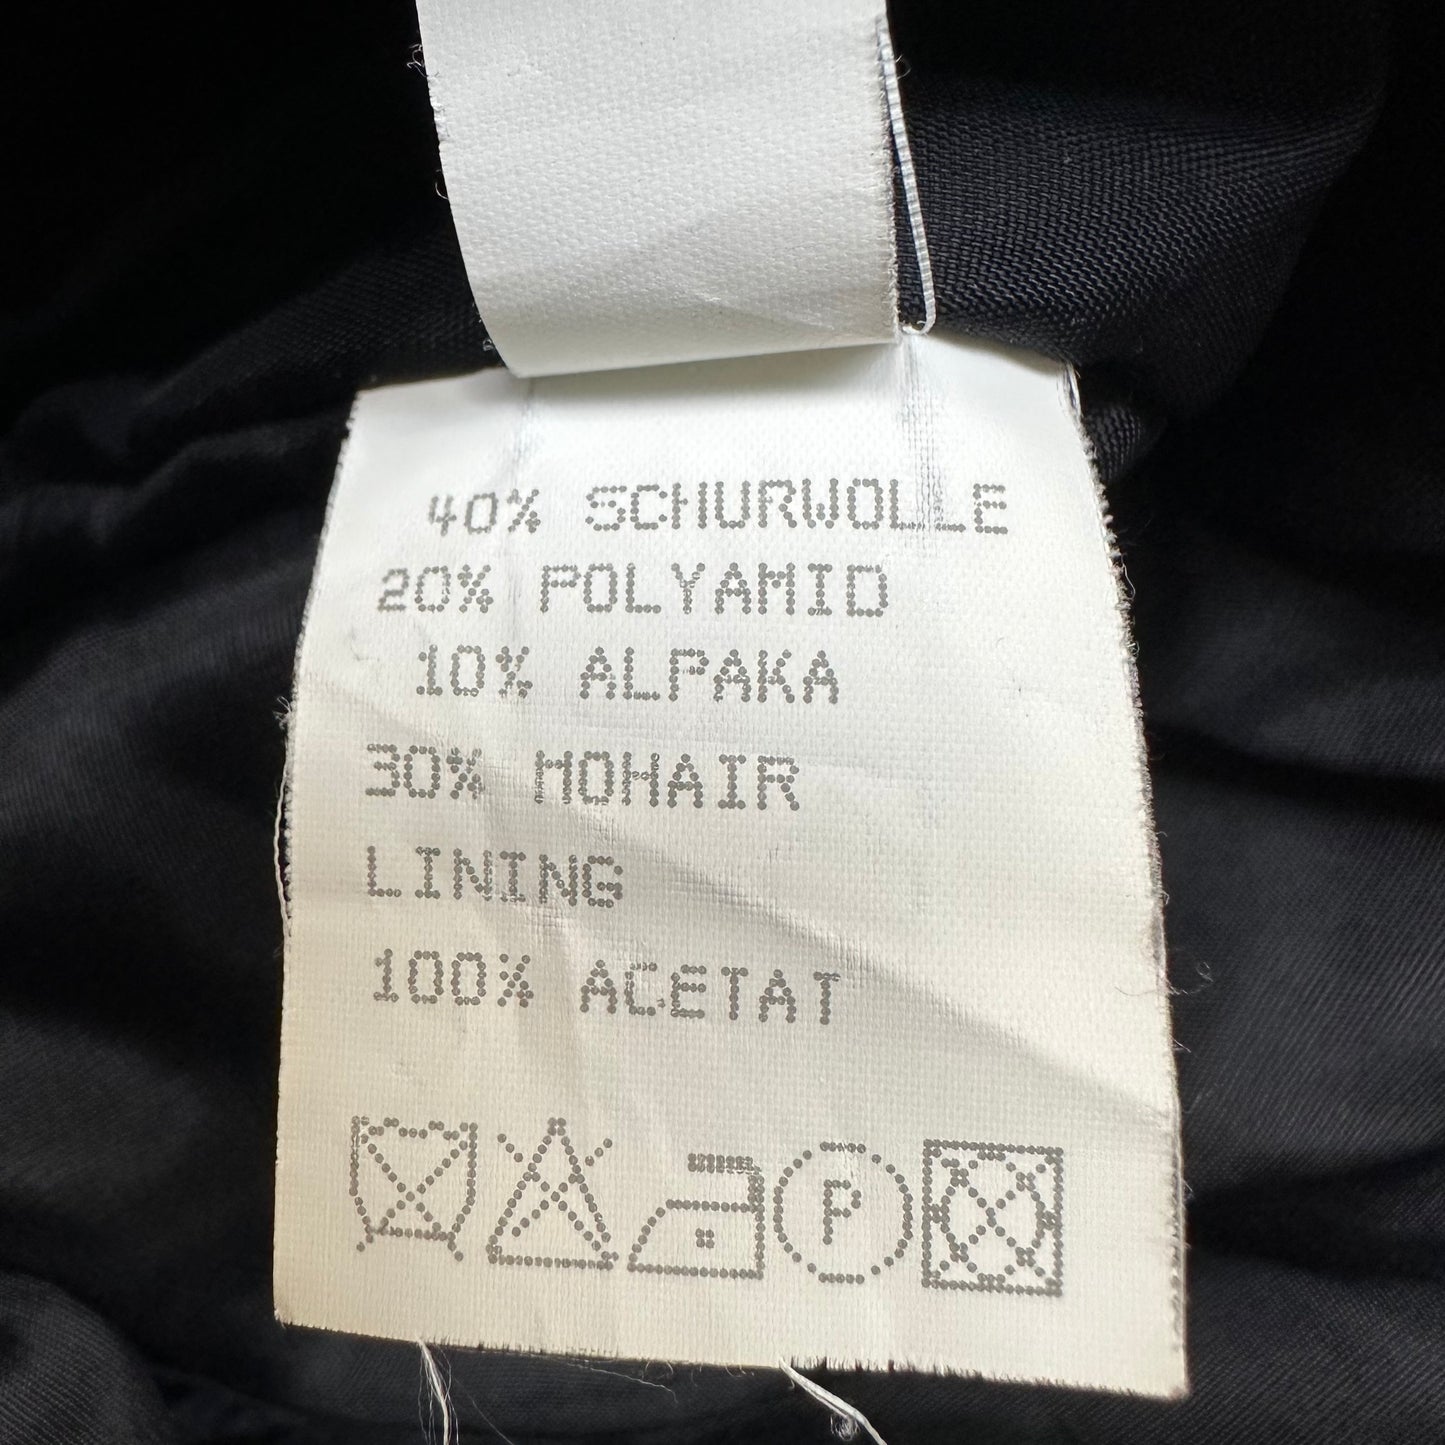 40% SCHURWOLLE
20% POLYAMID
10% ALPAKA
30% MOHAIR
LINING
100% ACETAT
P